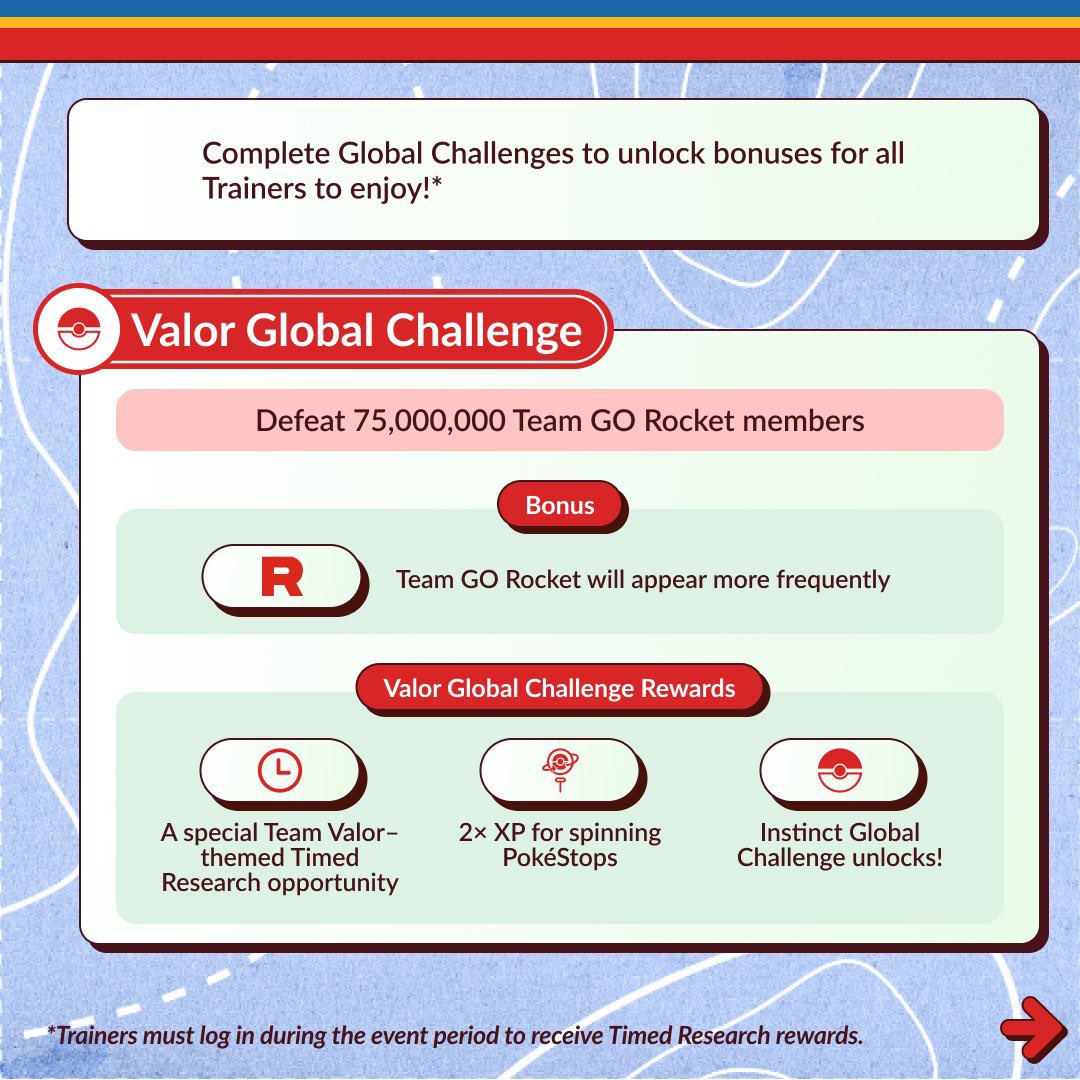 Complete Global Challenges to unlock bonuses for all
Trainers to enjoy!*
Valor Global Challenge
Defeat 75,000,000 Team GO Rocket members
Bonus
R
Team GO Rocket will appear more frequently
Valor Global Challenge Rewards
A special Team Valor–
themed Timed
Research opportunity
2× XP for spinning
PokéStops
Instinct Global
Challenge unlocks!
*Trainers must log in during the event period to receive Timed Research rewards.